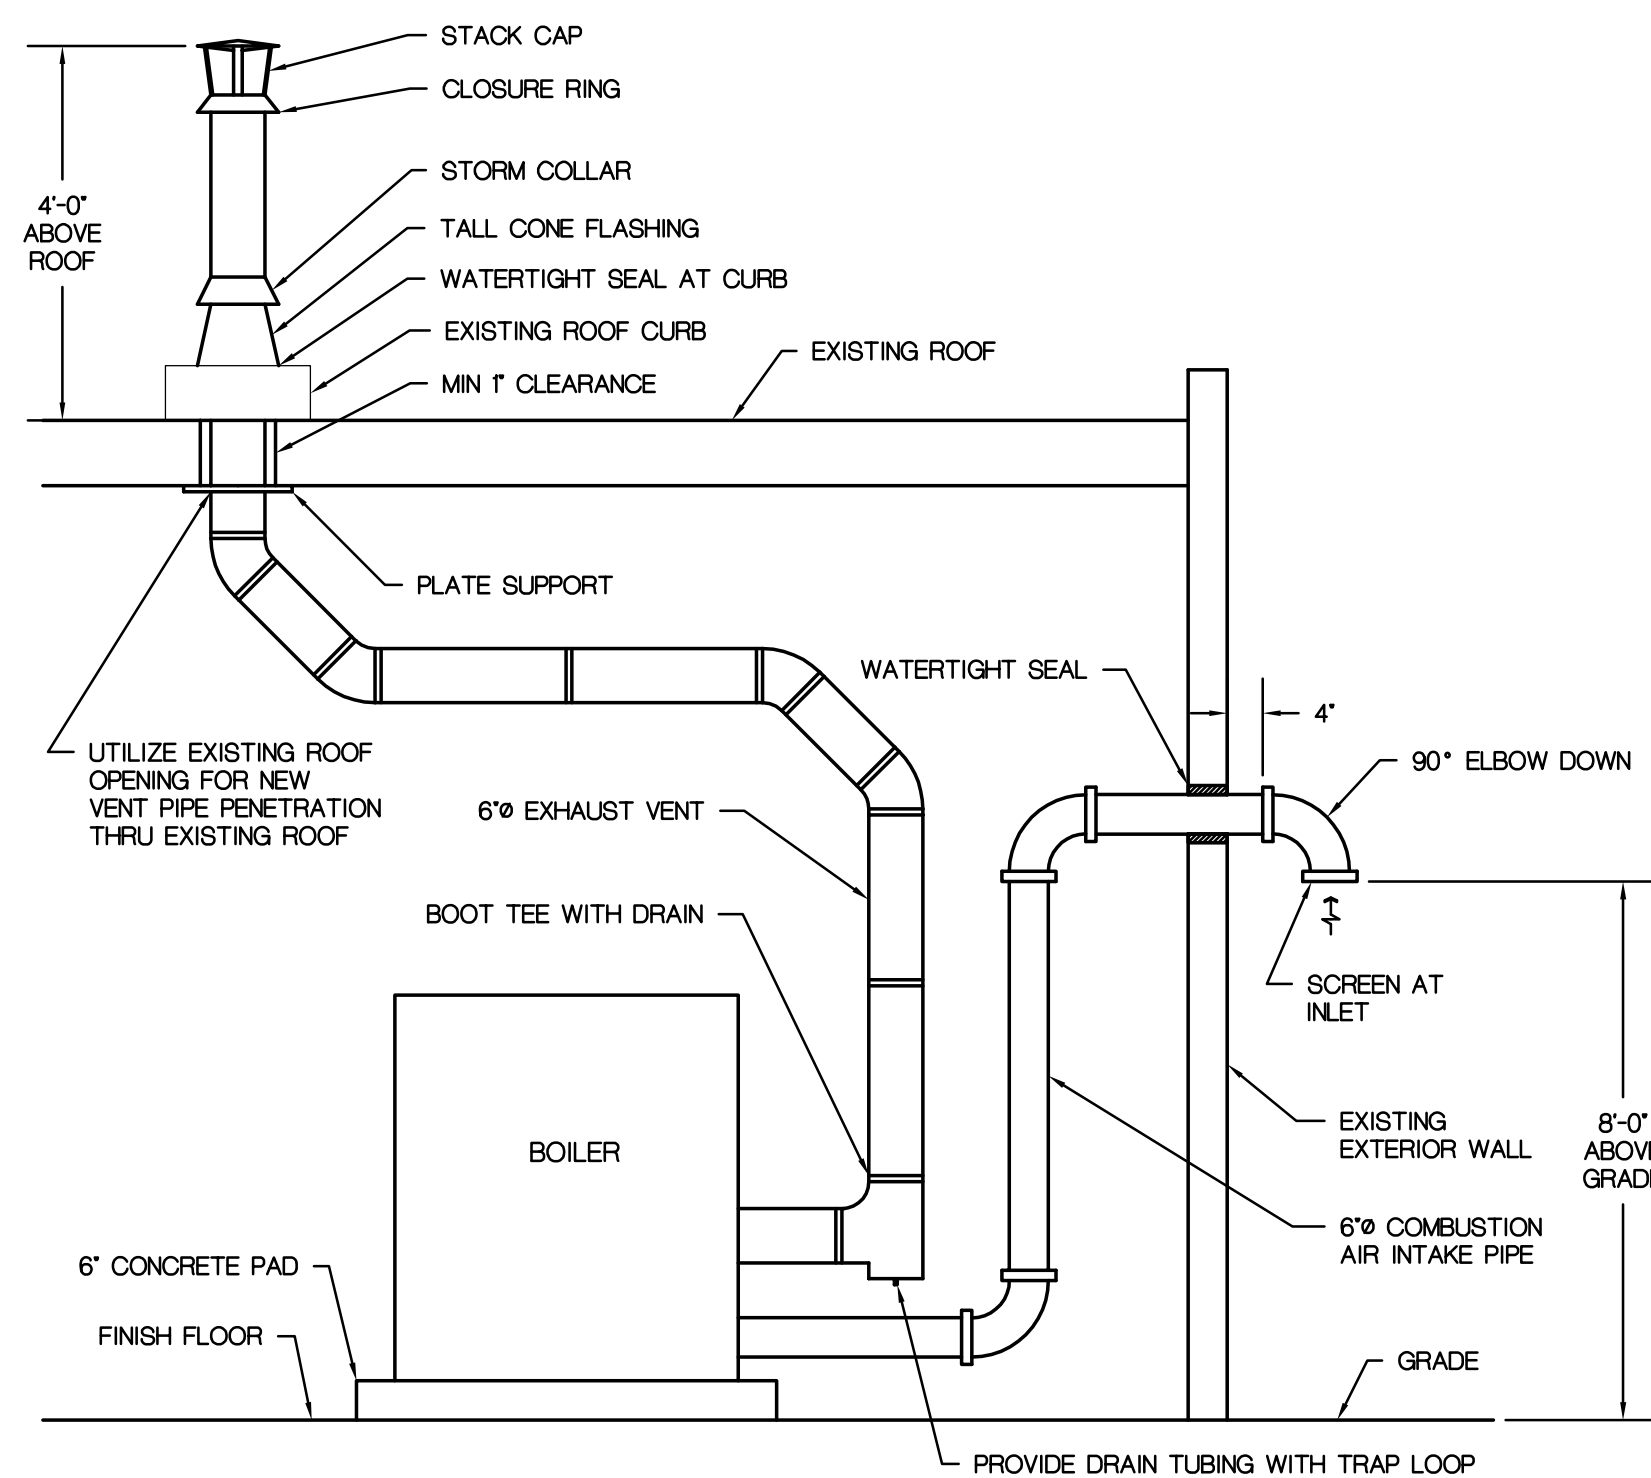 STACK CAP
CLOSURE RING
STORM COLLAR
4'-0"
ABOVE
ROOF
TALL CONE FLASHING
WATERTIGHT SEAL AT CURB
EXISTING ROOF CURB
EXISTING ROOF
MIN 1" CLEARANCE
PLATE SUPPORT
WATERTIGHT SEAL
4"
90° ELBOW DOWN
UTILIZE EXISTING ROOF
OPENING FOR NEW
VENT PIPE PENETRATION
THRU EXISTING ROOF
6"Ø EXHAUST VENT
BOOT TEE WITH DRAIN
SCREEN AT
INLET
BOILER
EXISTING
EXTERIOR WALL
8'-0"
ABOVE
GRADE
6"Ø COMBUSTION
AIR INTAKE PIPE
6" CONCRETE PAD
FINISH FLOOR
GRADE
PROVIDE DRAIN TUBING WITH TRAP LOOP